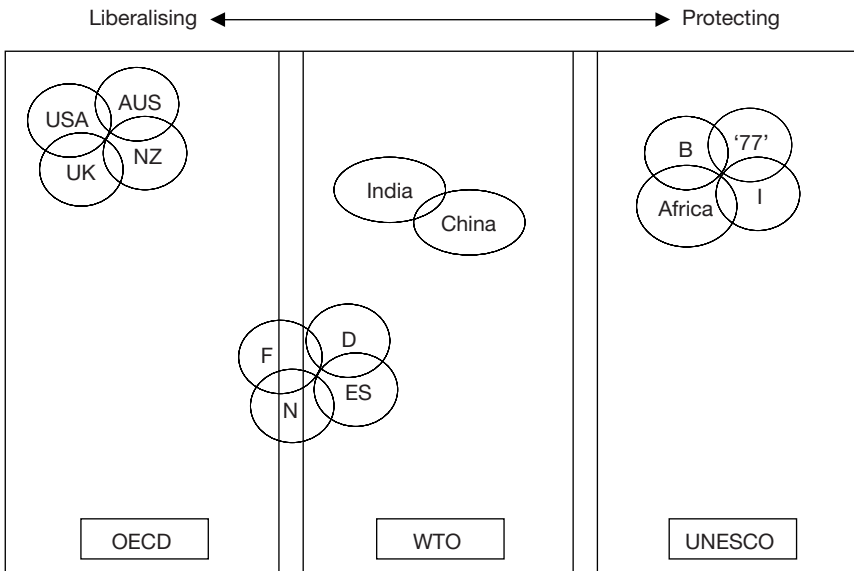 Liberalising Protecting
USA AUS
UK NZ
India
China
B ‘77’
Africa I
F D
N ES
OECD WTO UNESCO